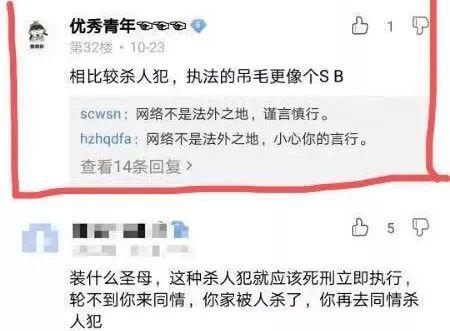 优秀青年☜☜☜
1
第32楼 · 10-23
相比较杀人犯，执法的吊毛更像个S B
scwsn: 网络不是法外之地，谨言慎行。
hzhqdfa: 网络不是法外之地，小心你的言行。
查看14条回复 >
5
装什么圣母，这种杀人犯就应该死刑立即执行，
轮不到你来同情，你家被人杀了，你再去同情杀
人犯